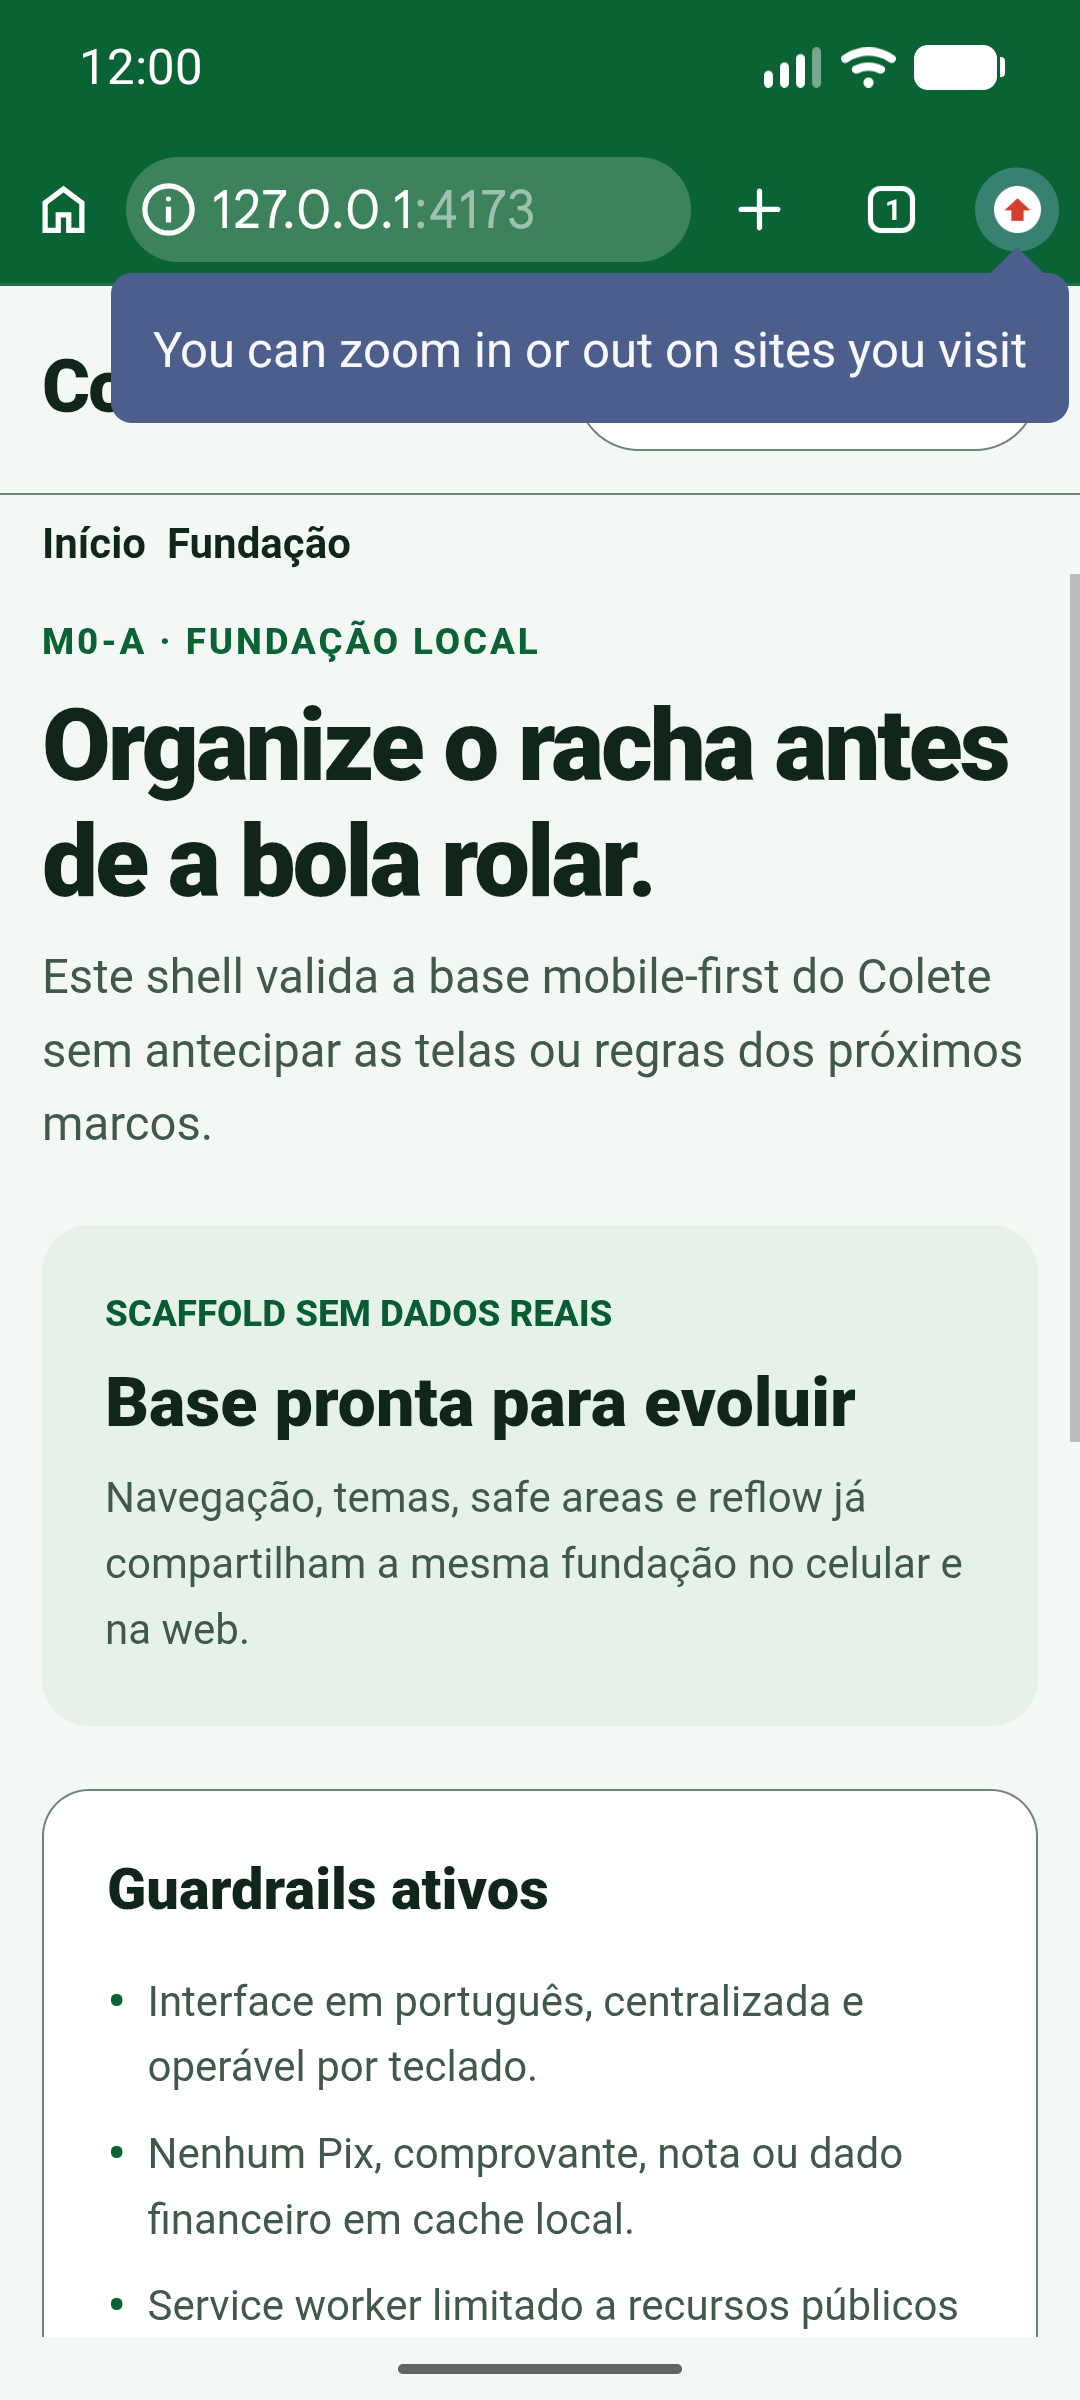 12:00
127.0.0.1:4173
1
You can zoom in or out on sites you visit
Início Fundação
M0-A · FUNDAÇÃO LOCAL
Organize o racha antes
de a bola rolar.
Este shell valida a base mobile-first do Colete
sem antecipar as telas ou regras dos próximos
marcos.
SCAFFOLD SEM DADOS REAIS
Base pronta para evoluir
Navegação, temas, safe areas e reflow já
compartilham a mesma fundação no celular e
na web.
Guardrails ativos
• Interface em português, centralizada e
operável por teclado.
• Nenhum Pix, comprovante, nota ou dado
financeiro em cache local.
• Service worker limitado a recursos públicos